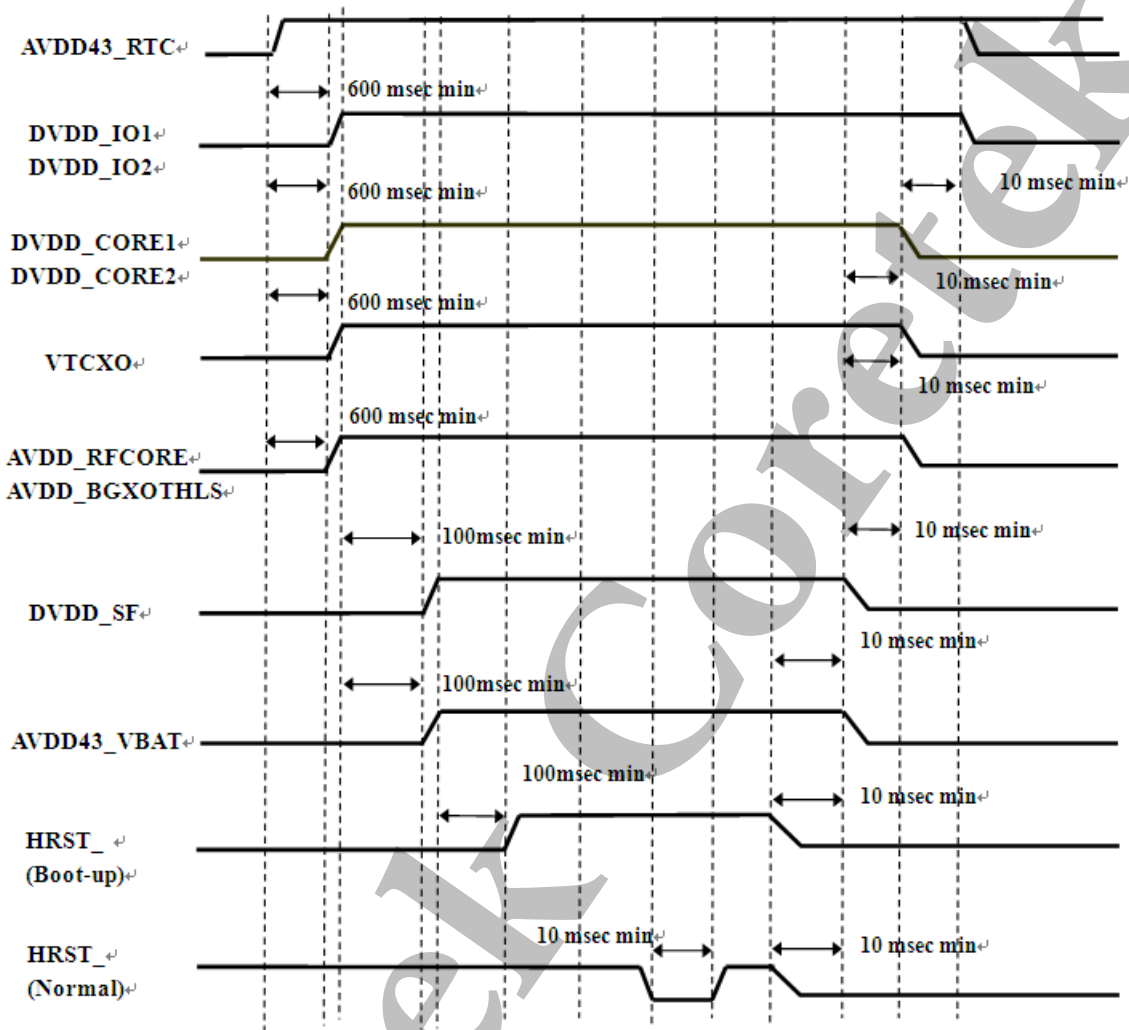 AVDD43_RTC↵
600 msec min↵
DVDD_IO1↵
DVDD_IO2↵
600 msec min↵
10 msec min↵
DVDD_CORE1↵
DVDD_CORE2↵
10 msec min↵
600 msec min↵
VTCXO↵
10 msec min↵
600 msec min↵
AVDD_RFCORE↵
AVDD_BGXOTHLS↵
100msec min↵
10 msec min↵
DVDD_SF↵
10 msec min↵
100msec min↵
AVDD43_VBAT↵
100msec min↵
10 msec min↵
HRST_ ↵
(Boot-up)↵
10 msec min↵
10 msec min↵
HRST_↵
(Normal)↵
ek Coretek